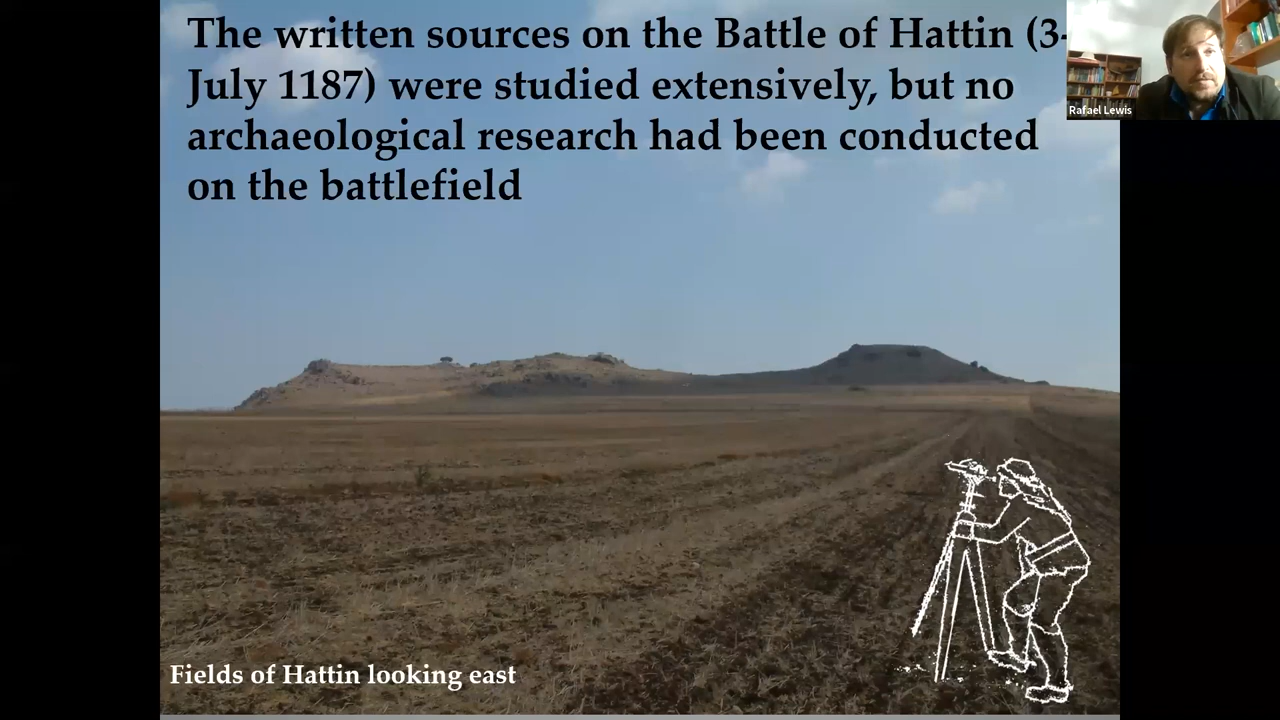 The written sources on the Battle of Hattin (3-
July 1187) were studied extensively, but no
archaeological research had been conducted
on the battlefield
Rafael Lewis
Fields of Hattin looking east